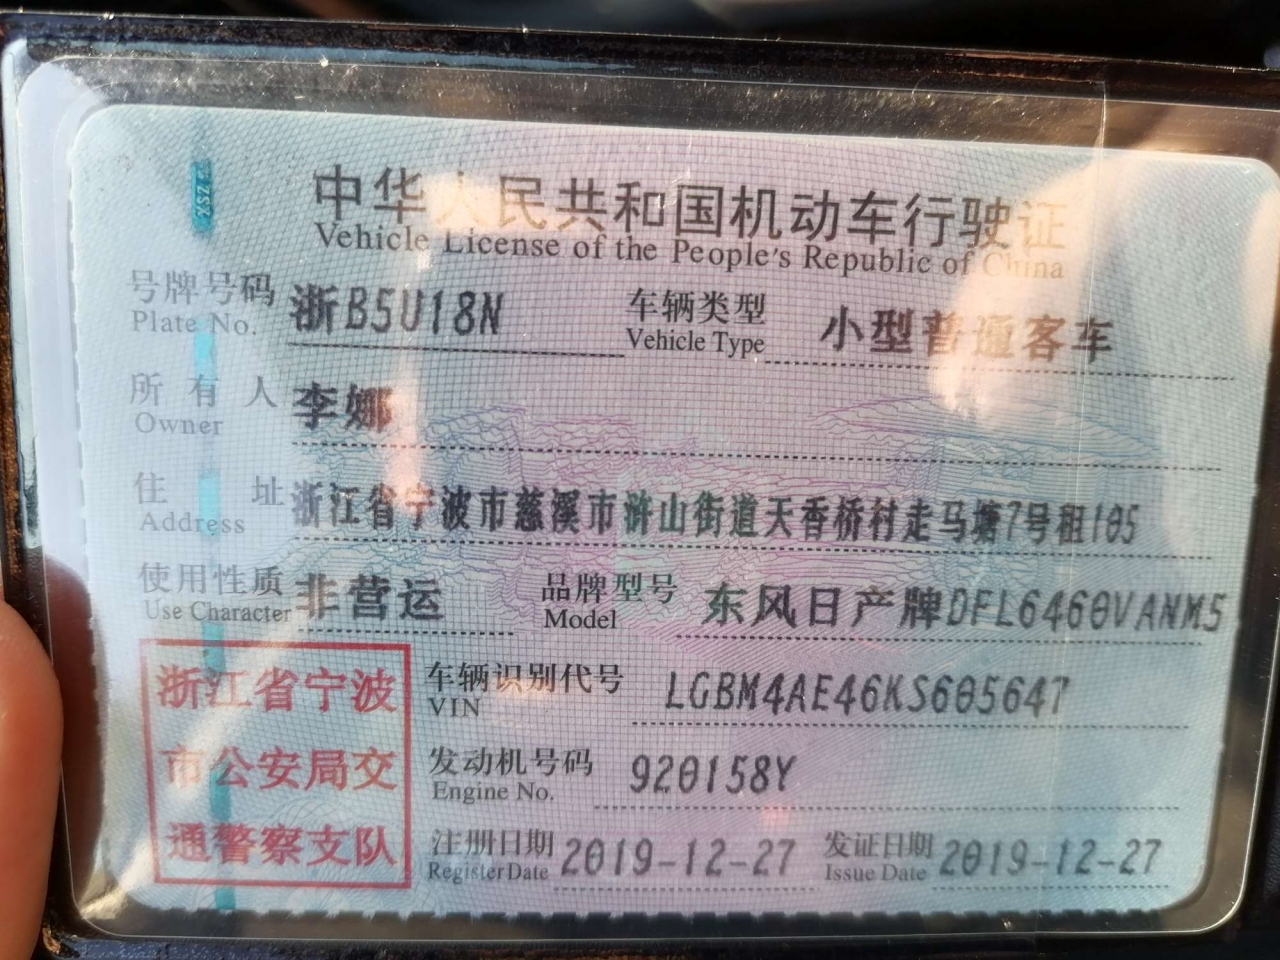 中华人民共和国机动车行驶证
Vehicle License of the People's Republic of China
号牌号码 浙B5U18N 车辆类型 小型普通客车
Plate No. Vehicle Type
所有人 李娜
Owner
住址 浙江省宁波市慈溪市浒山街道天香桥村走马塘7号租105
Address
使用性质 非营运 品牌型号 东风日产牌DFL6460VANM5
Use Character Model
浙江省宁波 车辆识别代号 LGBM4AE46KS605647
VIN
市公安局交 发动机号码 920158Y
Engine No.
通警察支队 注册日期 2019-12-27 发证日期 2019-12-27
Register Date Issue Date